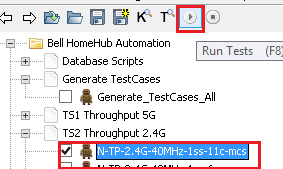 K T
Run Tests (F8)
Bell HomeHub Automation
Database Scripts
Generate TestCases
Generate_TestCases_All
TS1 Throughput 5G
TS2 Throughput 2.4G
N-TP-2.4G-40MHz-1ss-11c-mcs